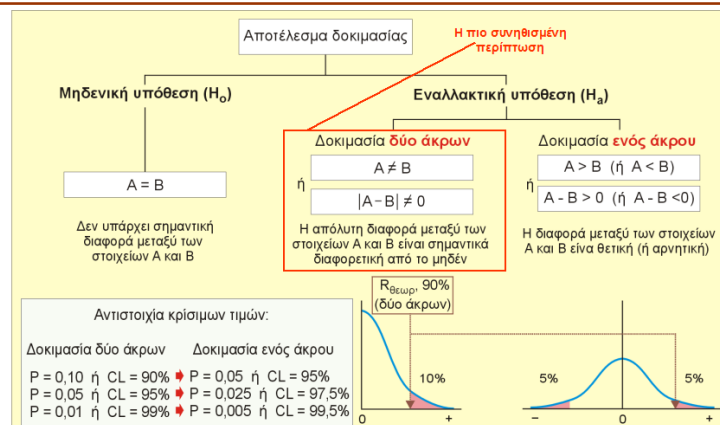 Αποτέλεσμα δοκιμασίας
Η πιο συνηθισμένη
περίπτωση
Μηδενική υπόθεση (Hο)
Εναλλακτική υπόθεση (Ηa)
Α = Β
Δεν υπάρχει σημαντική
διαφορά μεταξύ των
στοιχείων Α και Β
Δοκιμασία δύο άκρων
Α ≠ Β
ή
|Α – Β| ≠ 0
Η απόλυτη διαφορά μεταξύ των
στοιχείων Α και Β είναι σημαντικά
διαφορετική από το μηδέν
Δοκιμασία ενός άκρου
Α > Β (ή Α < Β)
ή
Α - Β > 0 (ή Α - Β <0)
Η διαφορά μεταξύ των στοιχείων
Α και Β είνα θετική (ή αρνητική)
Αντιστοιχία κρίσιμων τιμών:
Δοκιμασία δύο άκρων Δοκιμασία ενός άκρου
P = 0,10 ή CL = 90% ➡ P = 0,05 ή CL = 95%
P = 0,05 ή CL = 95% ➡ P = 0,025 ή CL = 97,5%
P = 0,01 ή CL = 99% ➡ P = 0,005 ή CL = 99,5%
Rθεωρ, 90%
(δύο άκρων)
10%
0 +
5% 5%
– 0 +